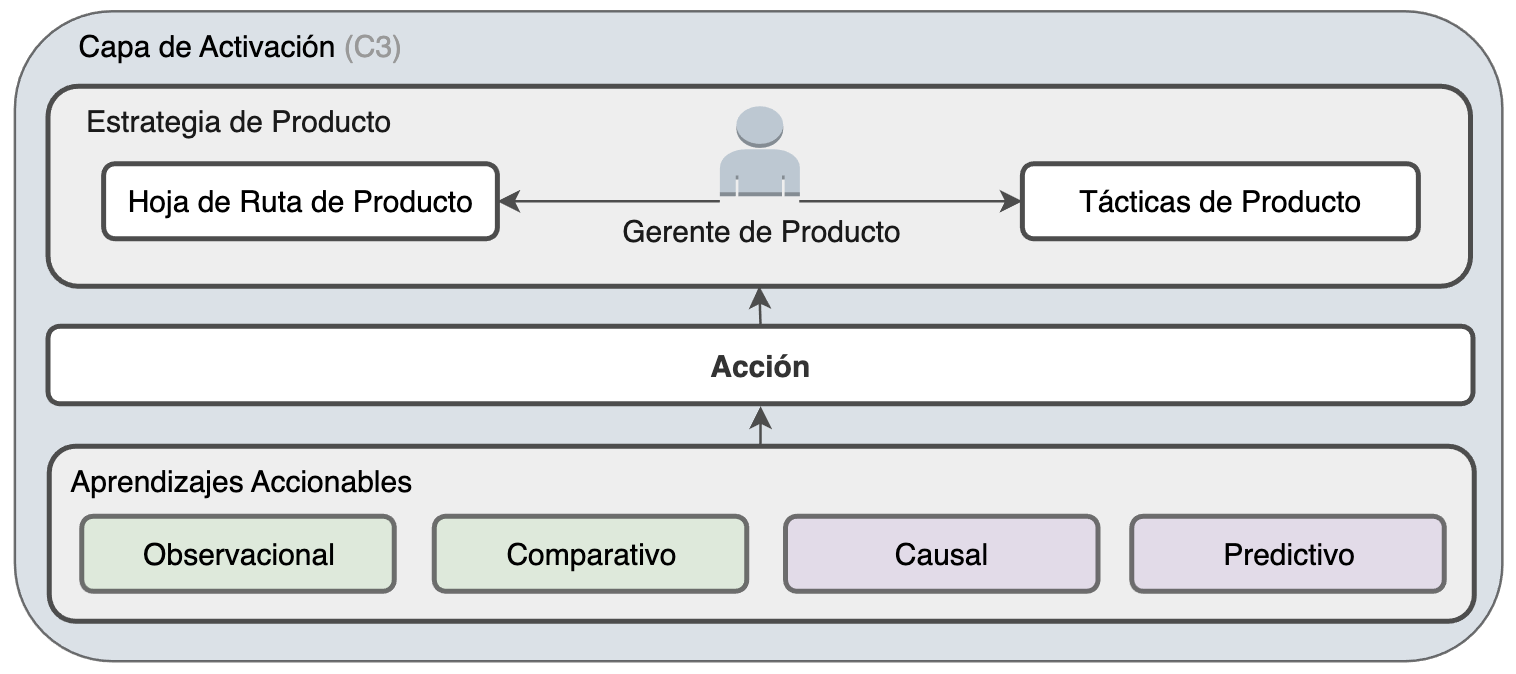 Capa de Activación (C3)
Estrategia de Producto
Hoja de Ruta de Producto
Tácticas de Producto
Gerente de Producto
Acción
Aprendizajes Accionables
Observacional
Comparativo
Causal
Predictivo